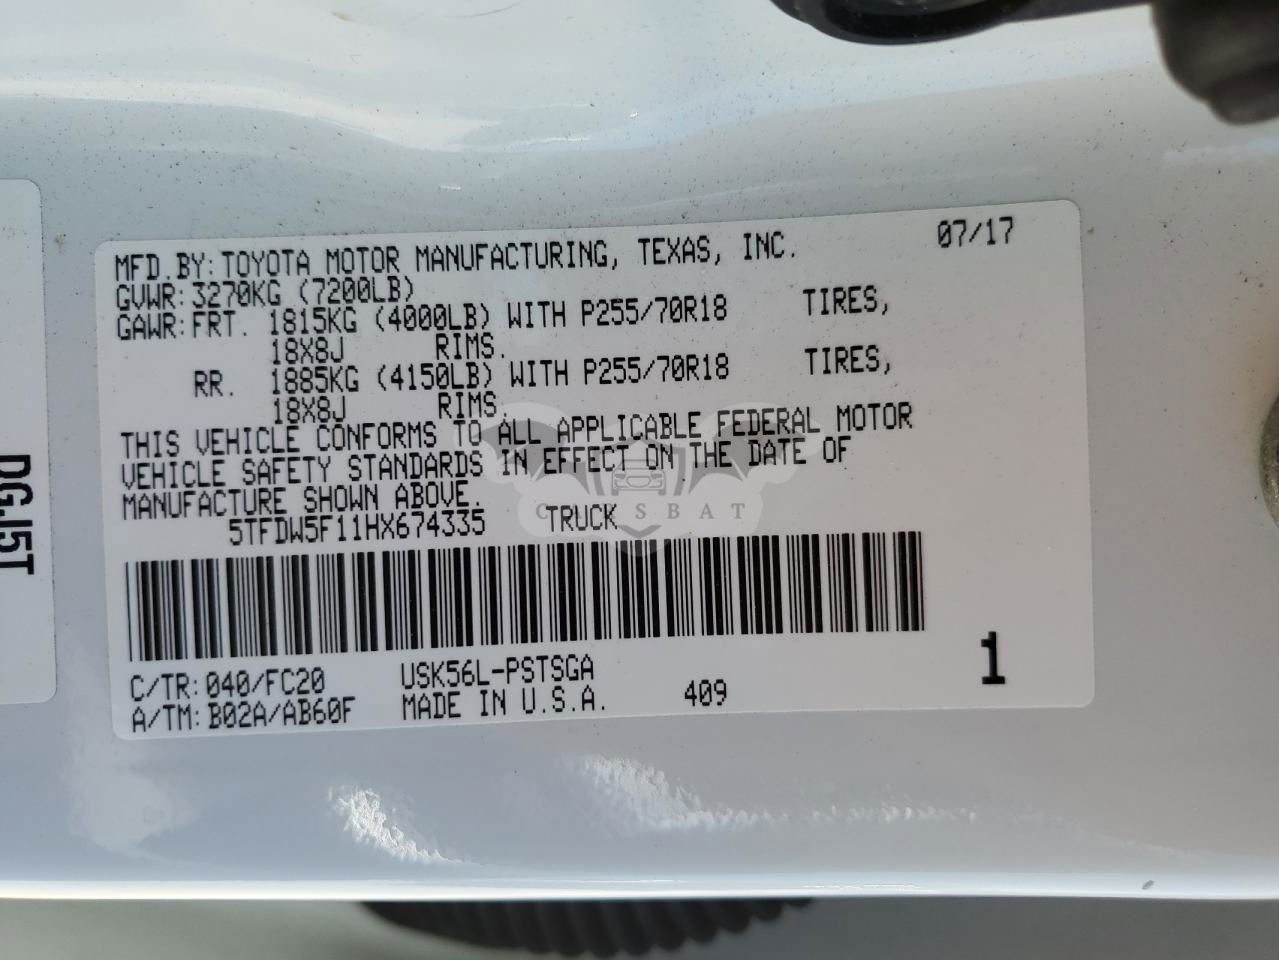 MFD.BY:TOYOTA MOTOR MANUFACTURING, TEXAS, INC. 07/17
GVWR:3270KG (7200LB)
GAWR:FRT. 1815KG (4000LB) WITH P255/70R18 TIRES,
18X8J RIMS.
RR. 1885KG (4150LB) WITH P255/70R18 TIRES,
18X8J RIMS.
THIS VEHICLE CONFORMS TO ALL APPLICABLE FEDERAL MOTOR
VEHICLE SAFETY STANDARDS IN EFFECT ON THE DATE OF
MANUFACTURE SHOWN ABOVE.
5TFDW5F11HX674335 TRUCK
C/TR:040/FC20 USK56L-PSTSGA
A/TM:B02A/AB60F MADE IN U.S.A. 409
1